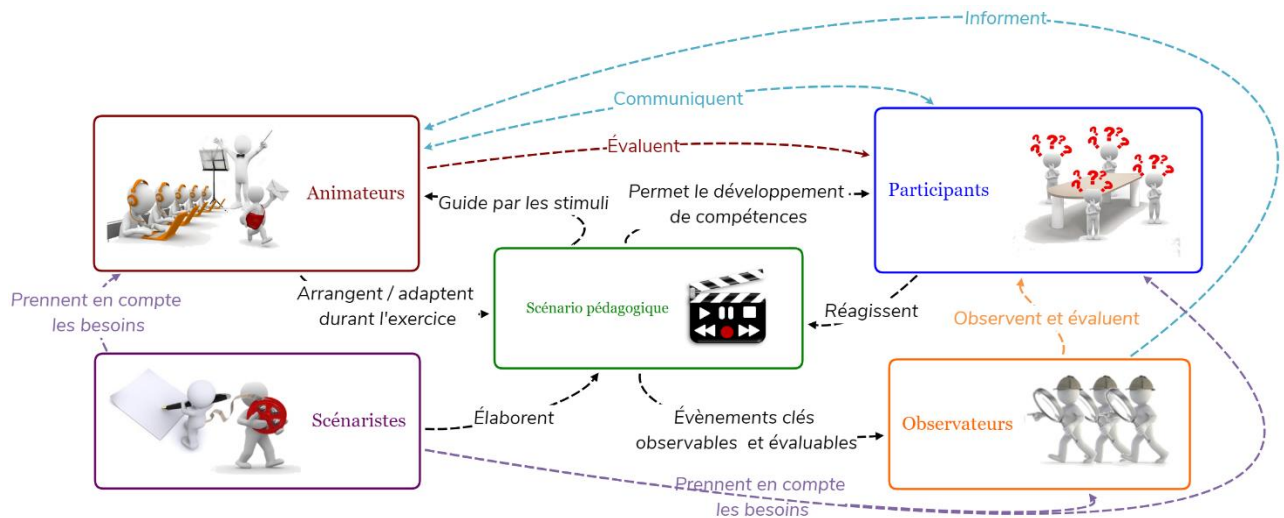 Informent
Communiquent
Évaluent
Animateurs
Participants
Guide par les stimuli
Permet le développement
de compétences
Prennent en compte
les besoins
Arrangent / adaptent
durant l'exercice
Scénario pédagogique
Réagissent
Observent et évaluent
Scénaristes
Élaborent
Évènements clés
observables et évaluables
Observateurs
Prennent en compte
les besoins